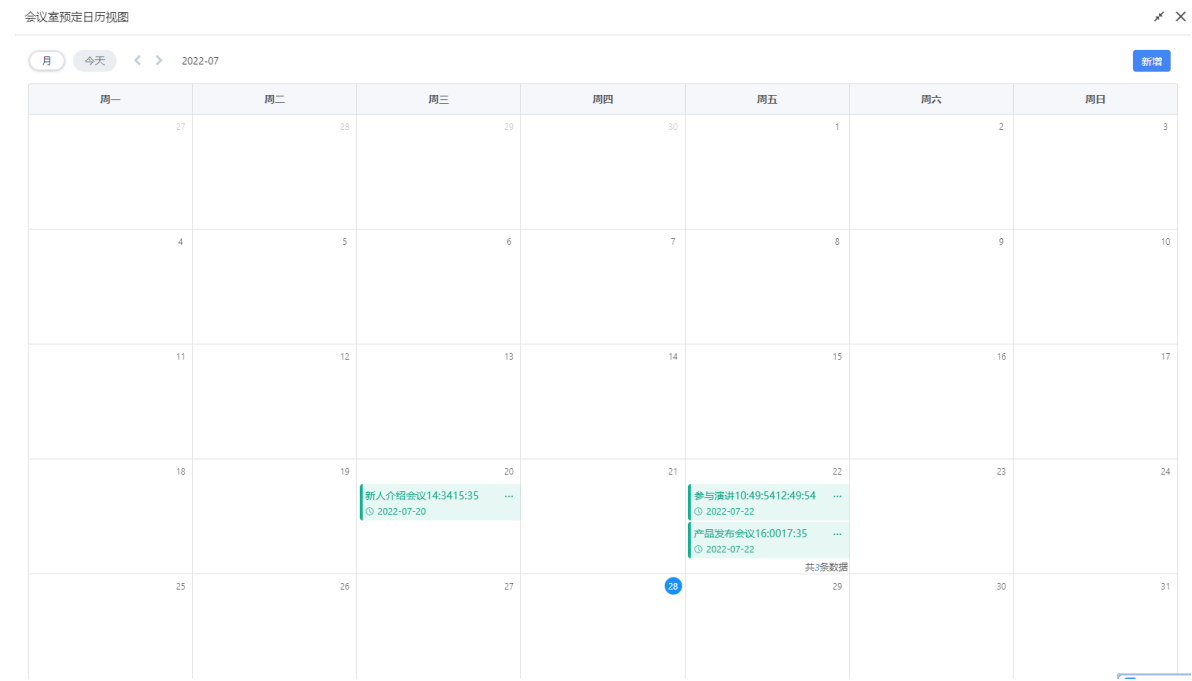 会议室预定日历视图
月 今天 2022-07 新增
周一 周二 周三 周四 周五 周六 周日
27 28 29 30 1 2 3
4 5 6 7 8 9 10
11 12 13 14 15 16 17
18 19 20 21 22 23 24
新人介绍会议14:3415:35 ···
2022-07-20
参与演讲10:49:5412:49:54 ···
2022-07-22
产品发布会议16:0017:35 ···
2022-07-22
共3条数据
25 26 27 28 29 30 31